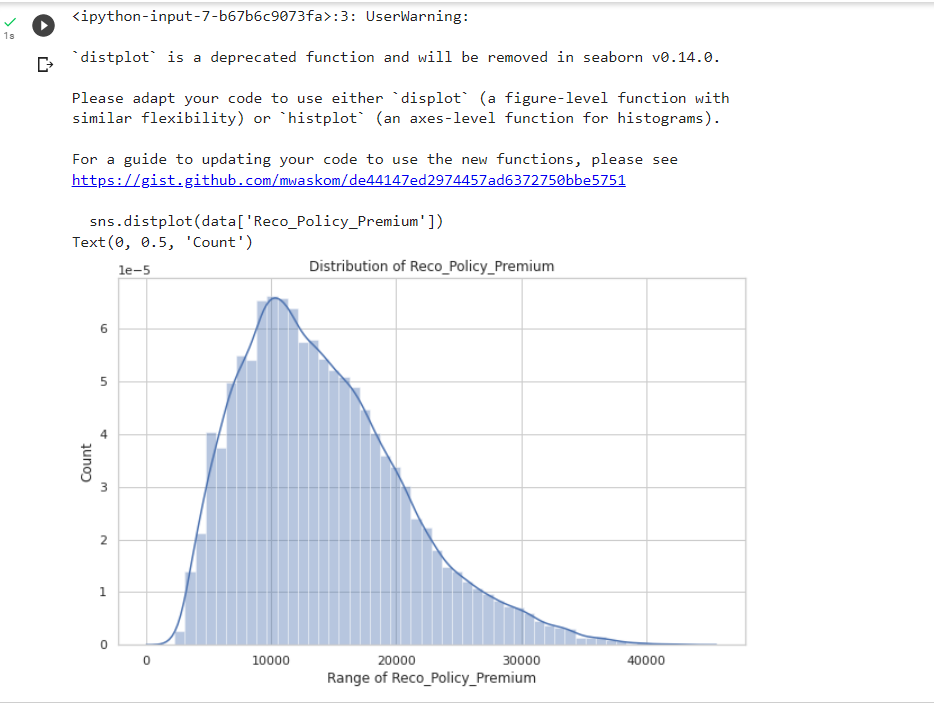 1s
<ipython-input-7-b67b6c9073fa>:3: UserWarning:
`distplot` is a deprecated function and will be removed in seaborn v0.14.0.
Please adapt your code to use either `displot` (a figure-level function with
similar flexibility) or `histplot` (an axes-level function for histograms).
For a guide to updating your code to use the new functions, please see
https://gist.github.com/mwaskom/de44147ed2974457ad6372750bbe5751
sns.distplot(data['Reco_Policy_Premium'])
Text(0, 0.5, 'Count')
1e−5
Distribution of Reco_Policy_Premium
6
5
4
3
2
1
0
Count
0 10000 20000 30000 40000
Range of Reco_Policy_Premium